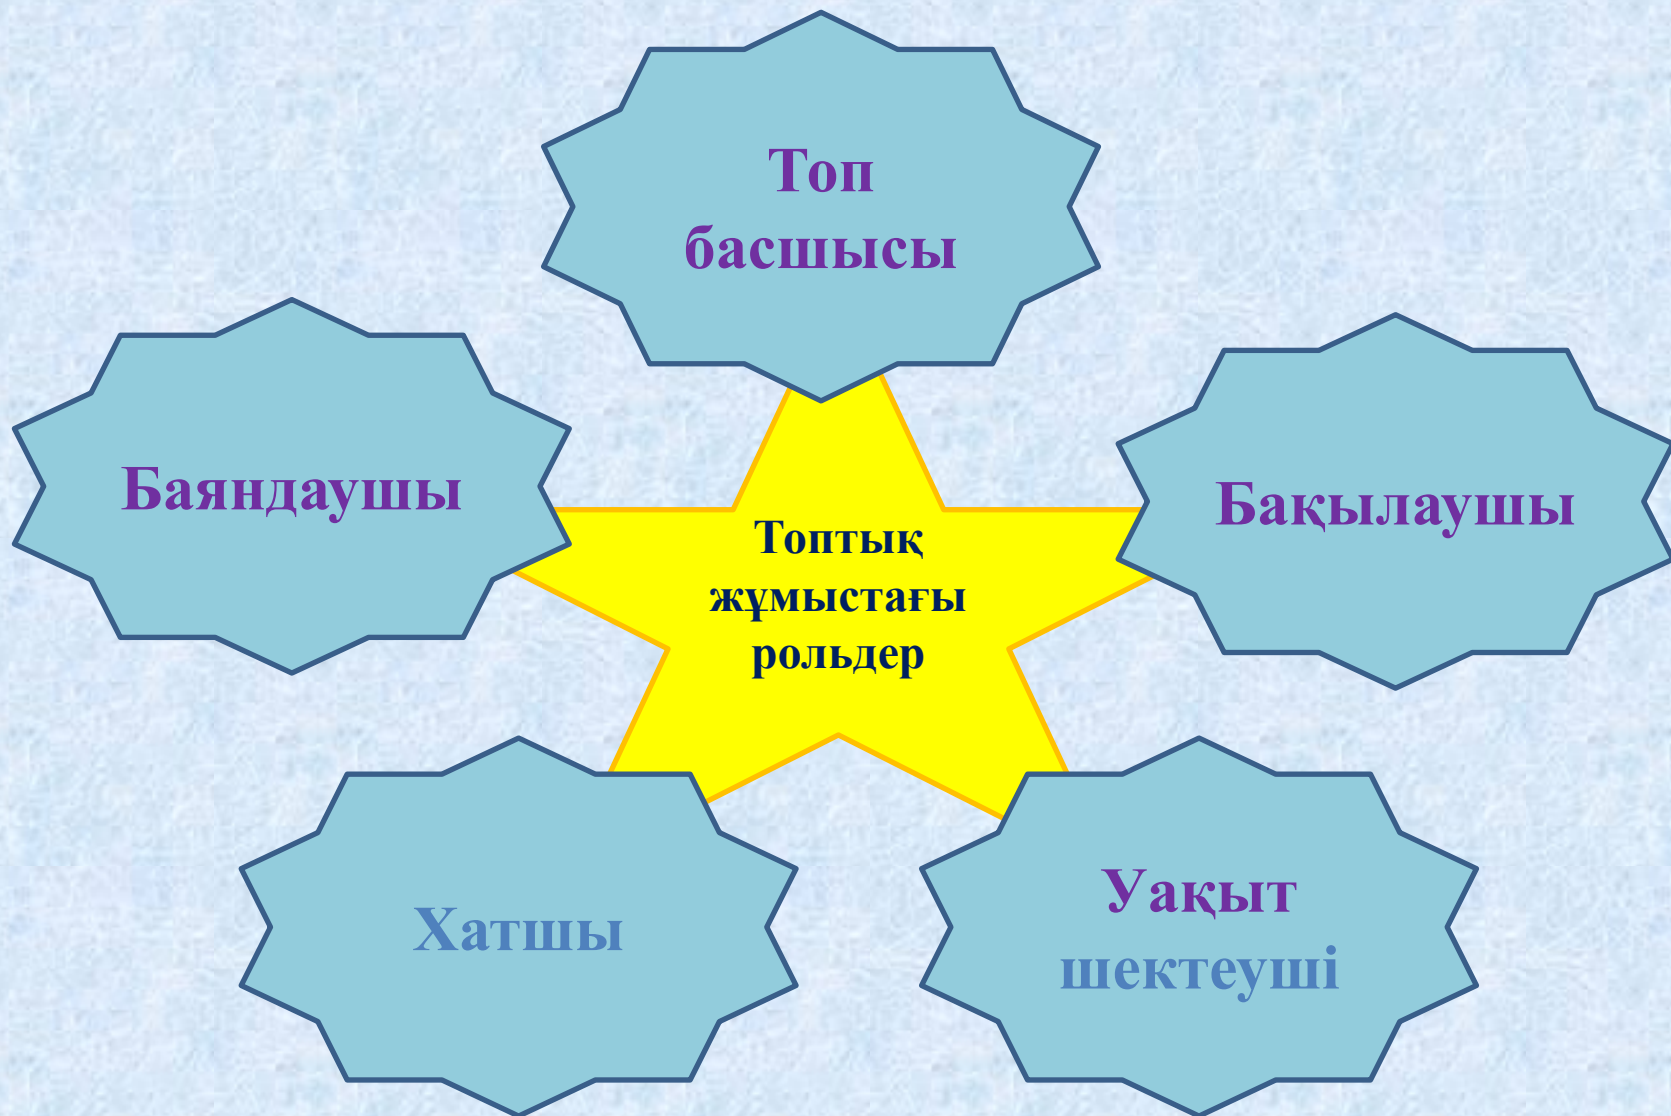 Топ
басшысы
Баяндаушы
Бақылаушы
Топтық
жұмыстағы
рольдер
Хатшы
Уақыт
шектеуші